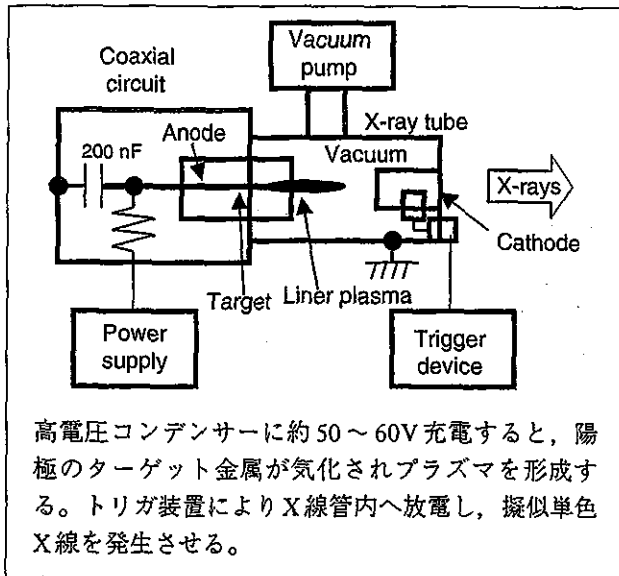 Vacuum
pump
Coaxial
circuit
X-ray tube
Anode
Vacuum
200 nF
X-rays
Cathode
Target
Liner plasma
Power
supply
Trigger
device
高電圧コンデンサーに約50～60V充電すると，陽
極のターゲット金属が気化されプラズマを形成す
る。トリガ装置によりX線管内へ放電し，擬似単色
X線を発生させる。